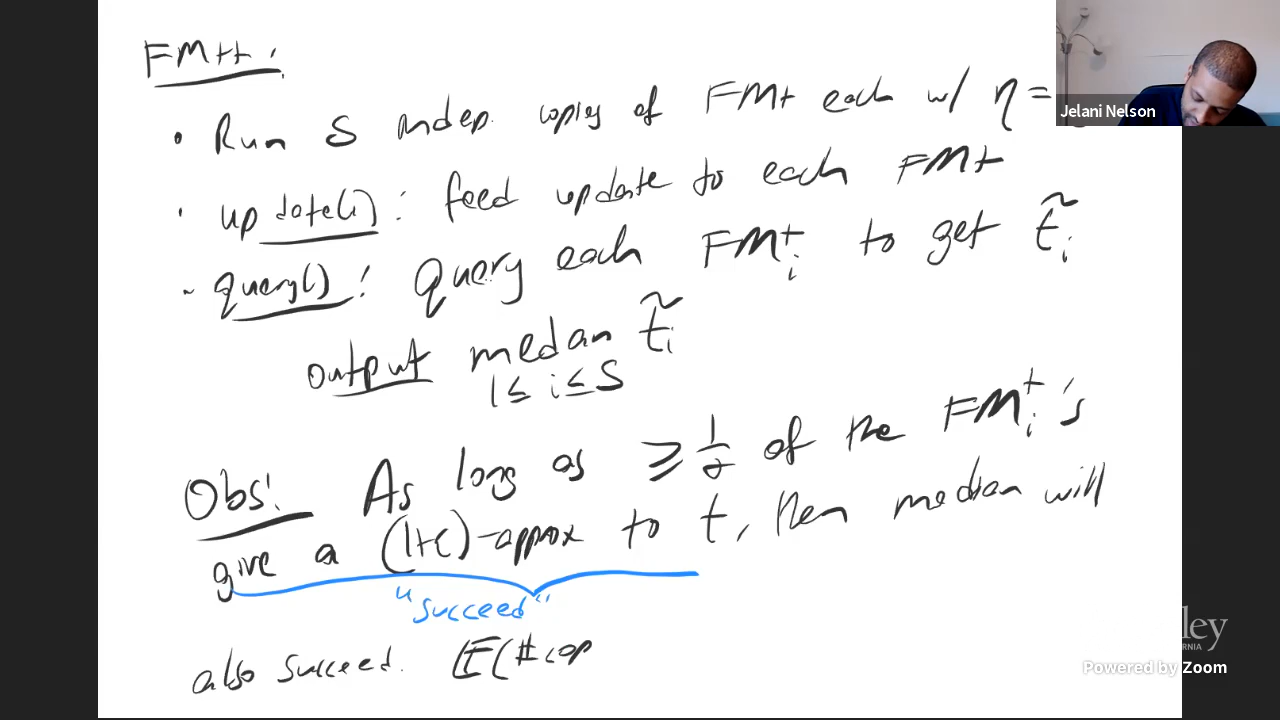 FM++:
• Run S indep. copies of FM+ each w/ η =
Jelani Nelson
• update(i): feed update to each FM+
• query(): query each FM⁺ᵢ to get t̃ᵢ
output median t̃ᵢ
1 ≤ i ≤ S
Obs: As long as ≥ 1/2 of the FM⁺ᵢ's
give a (1+ε)-approx to t, then median will
"succeed"
also succeed. E(# cop
ley
RNIA
Powered by Zoom